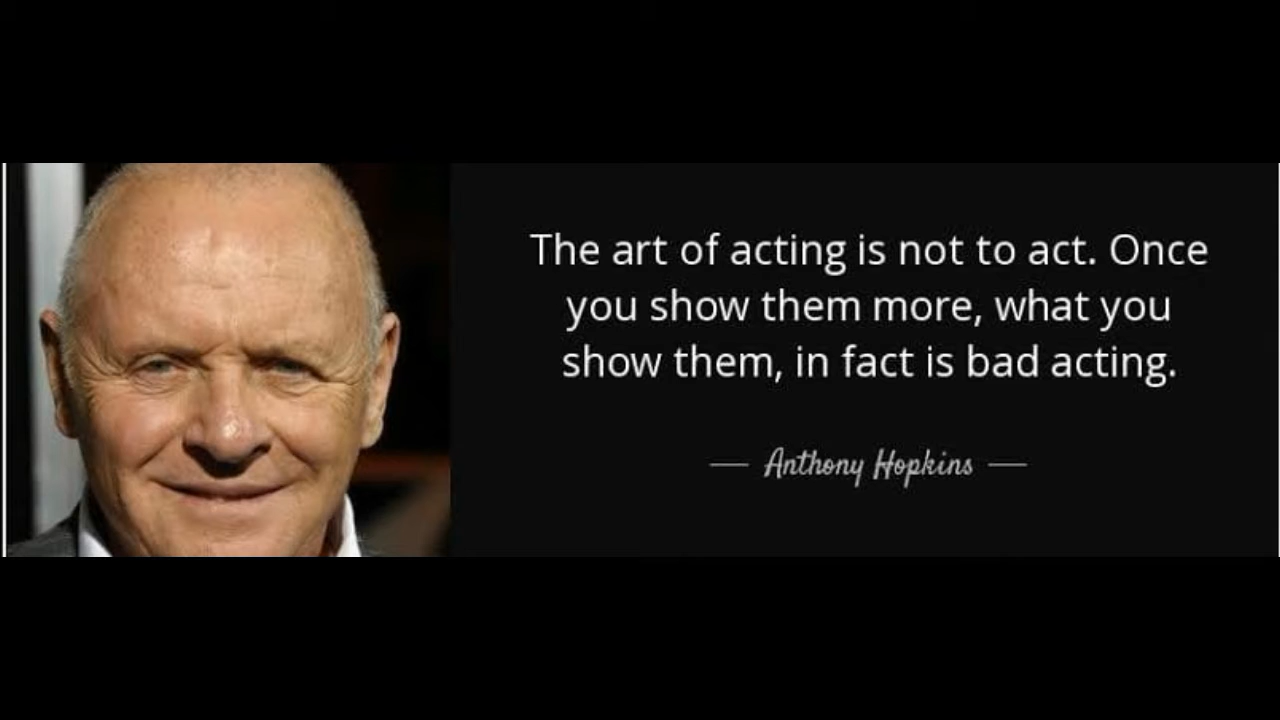 The art of acting is not to act. Once
you show them more, what you
show them, in fact is bad acting.
— Anthony Hopkins —